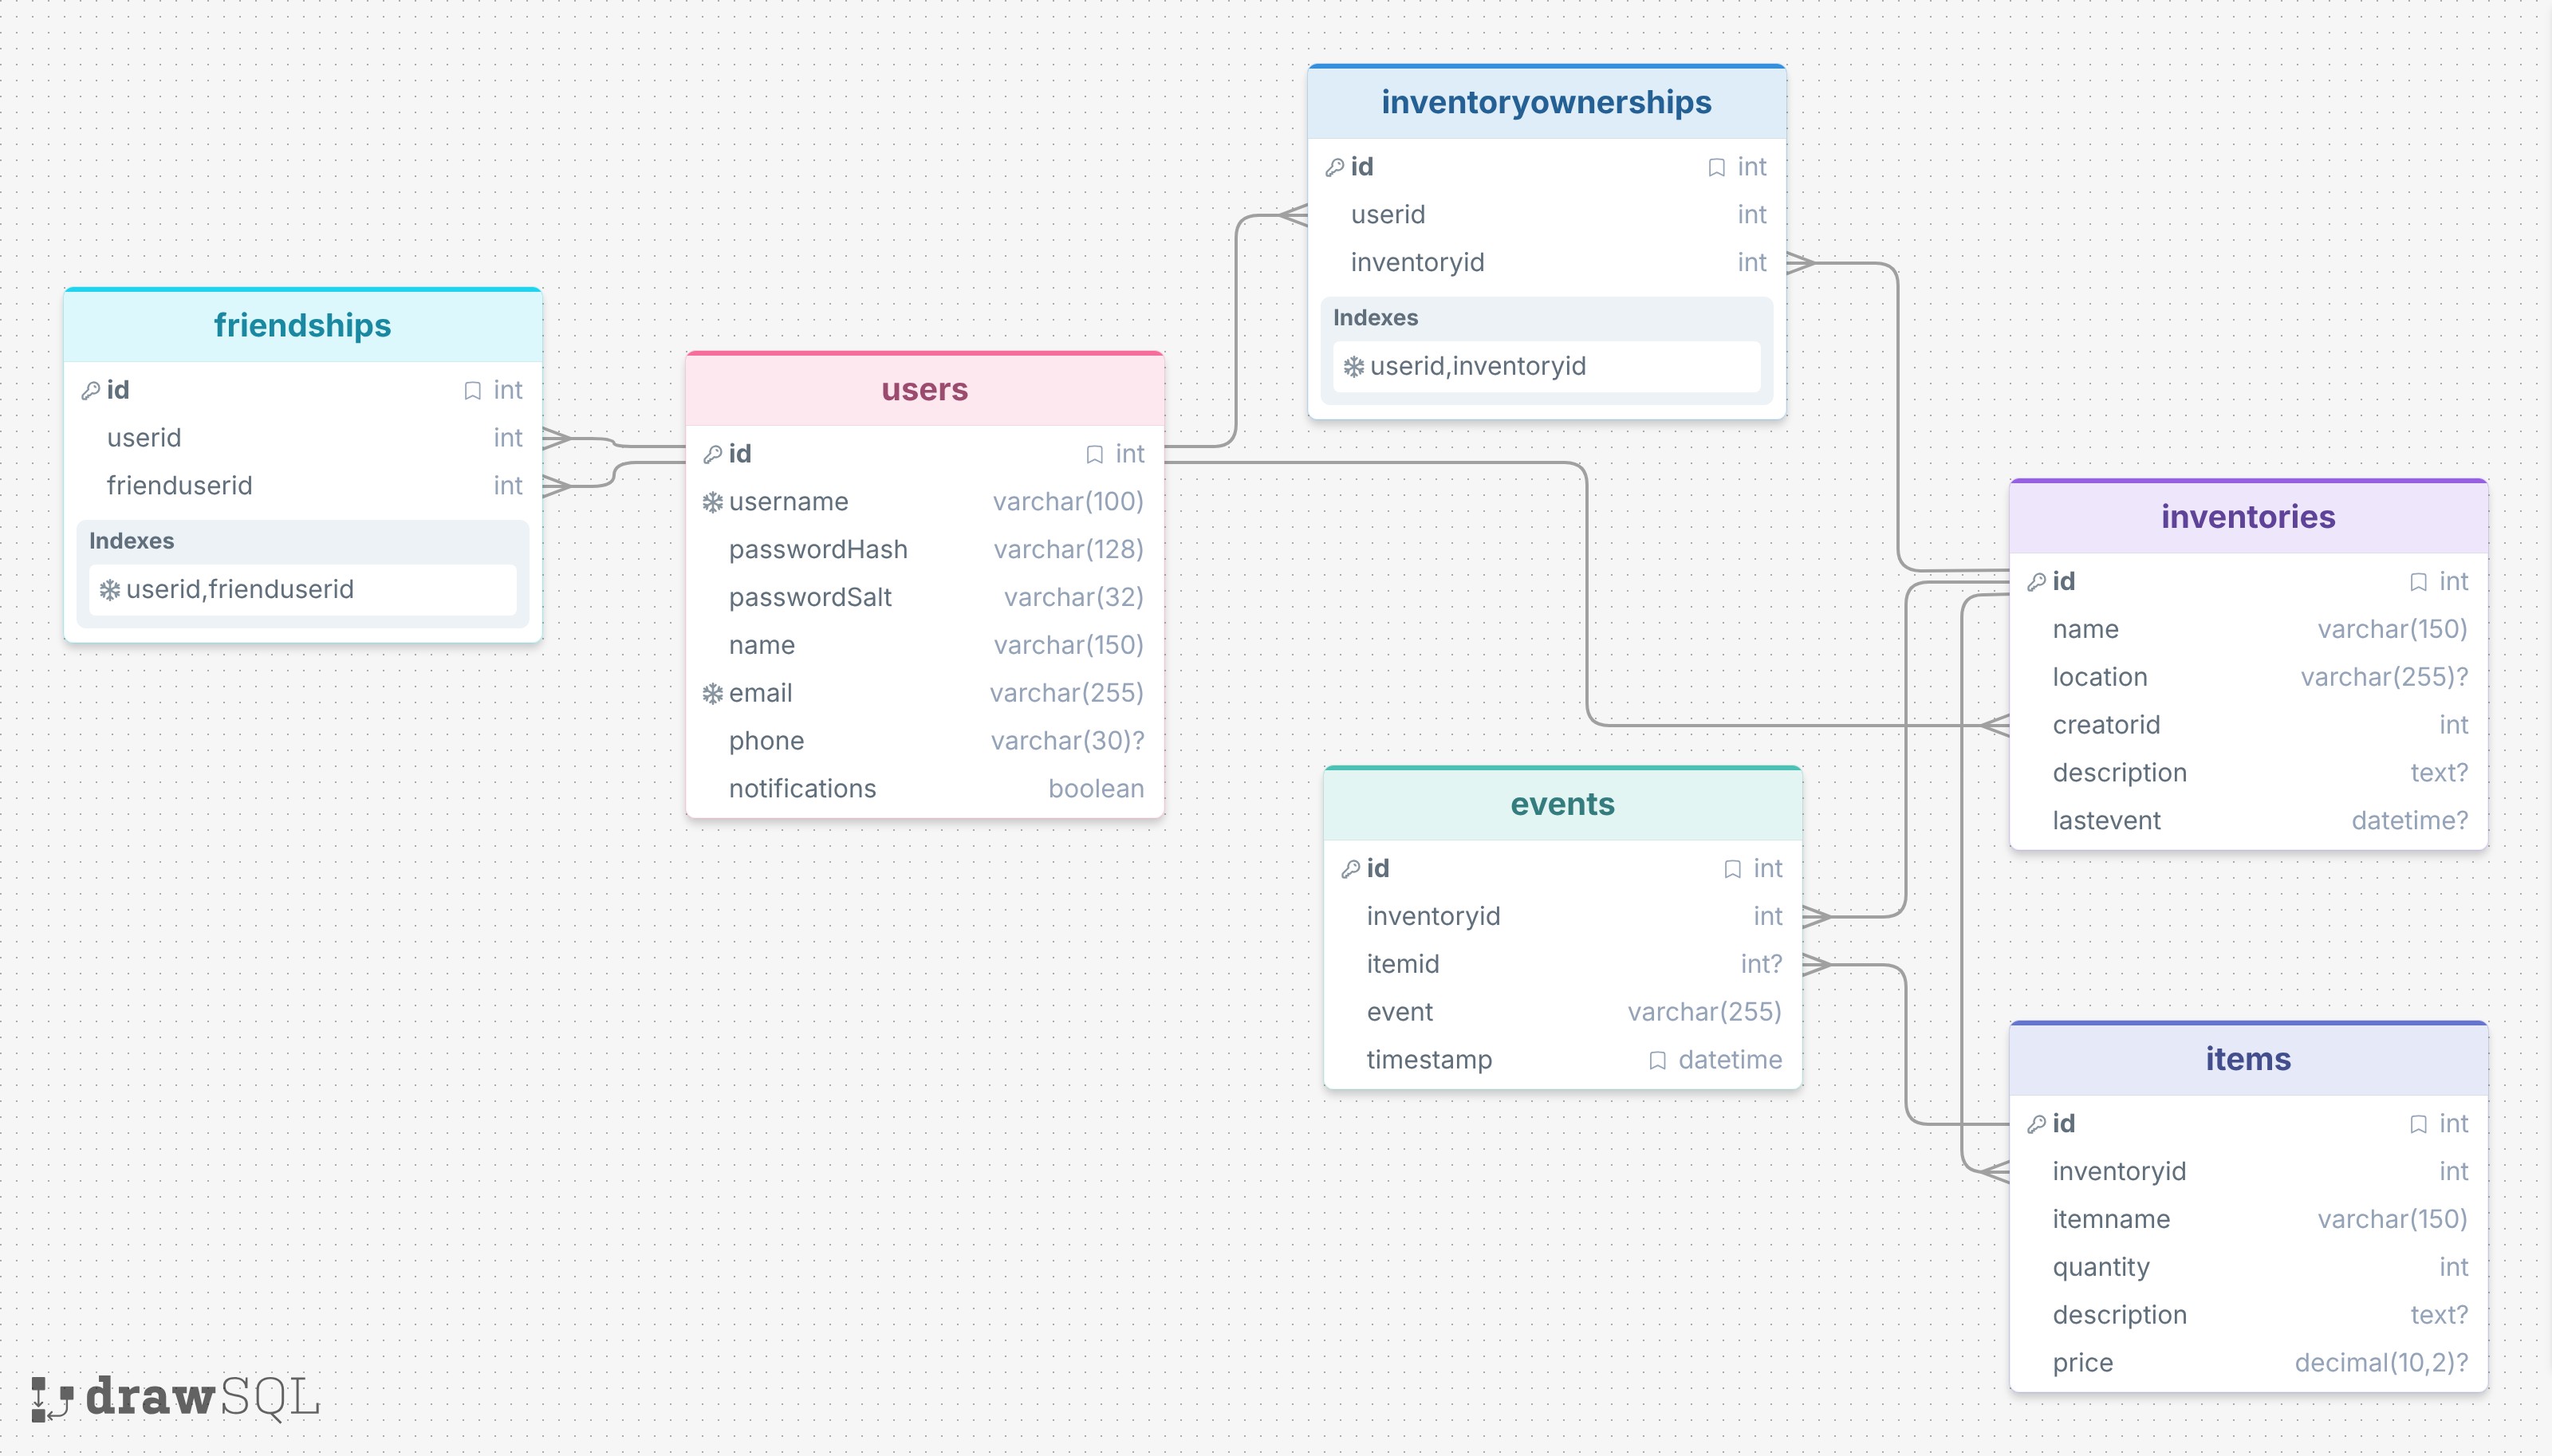 inventoryownerships
id int
userid int
inventoryid int
Indexes
userid,inventoryid
friendships
id int
userid int
frienduserid int
Indexes
userid,frienduserid
users
id int
username varchar(100)
passwordHash varchar(128)
passwordSalt varchar(32)
name varchar(150)
email varchar(255)
phone varchar(30)?
notifications boolean
inventories
id int
name varchar(150)
location varchar(255)?
creatorid int
description text?
lastevent datetime?
events
id int
inventoryid int
itemid int?
event varchar(255)
timestamp datetime
items
id int
inventoryid int
itemname varchar(150)
quantity int
description text?
price decimal(10,2)?
drawSQL